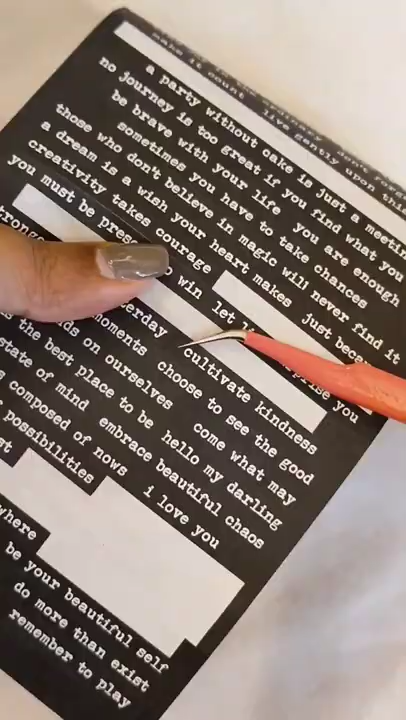 make it count live gently upon this
a party without cake is just a meetin
no journey is too great if you find what you
be brave with your life you are enough
sometimes you have to take chances
those who don't believe in magic will never find it
a dream is a wish your heart makes just beca
creativity takes courage
you must be prese o win let l prise you
erday cultivate kindness
moments choose to see the good
ds on ourselves come what may
the best place to be hello my darling
state of mind embrace beautiful chaos
composed of nows i love you
possibilities
where
be your beautiful self
do more than exist
remember to play